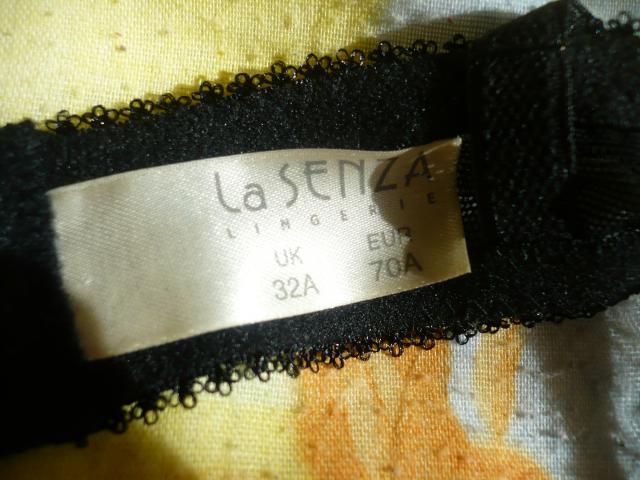 La SENZA
LINGERIE
UK EUR
32A 70A